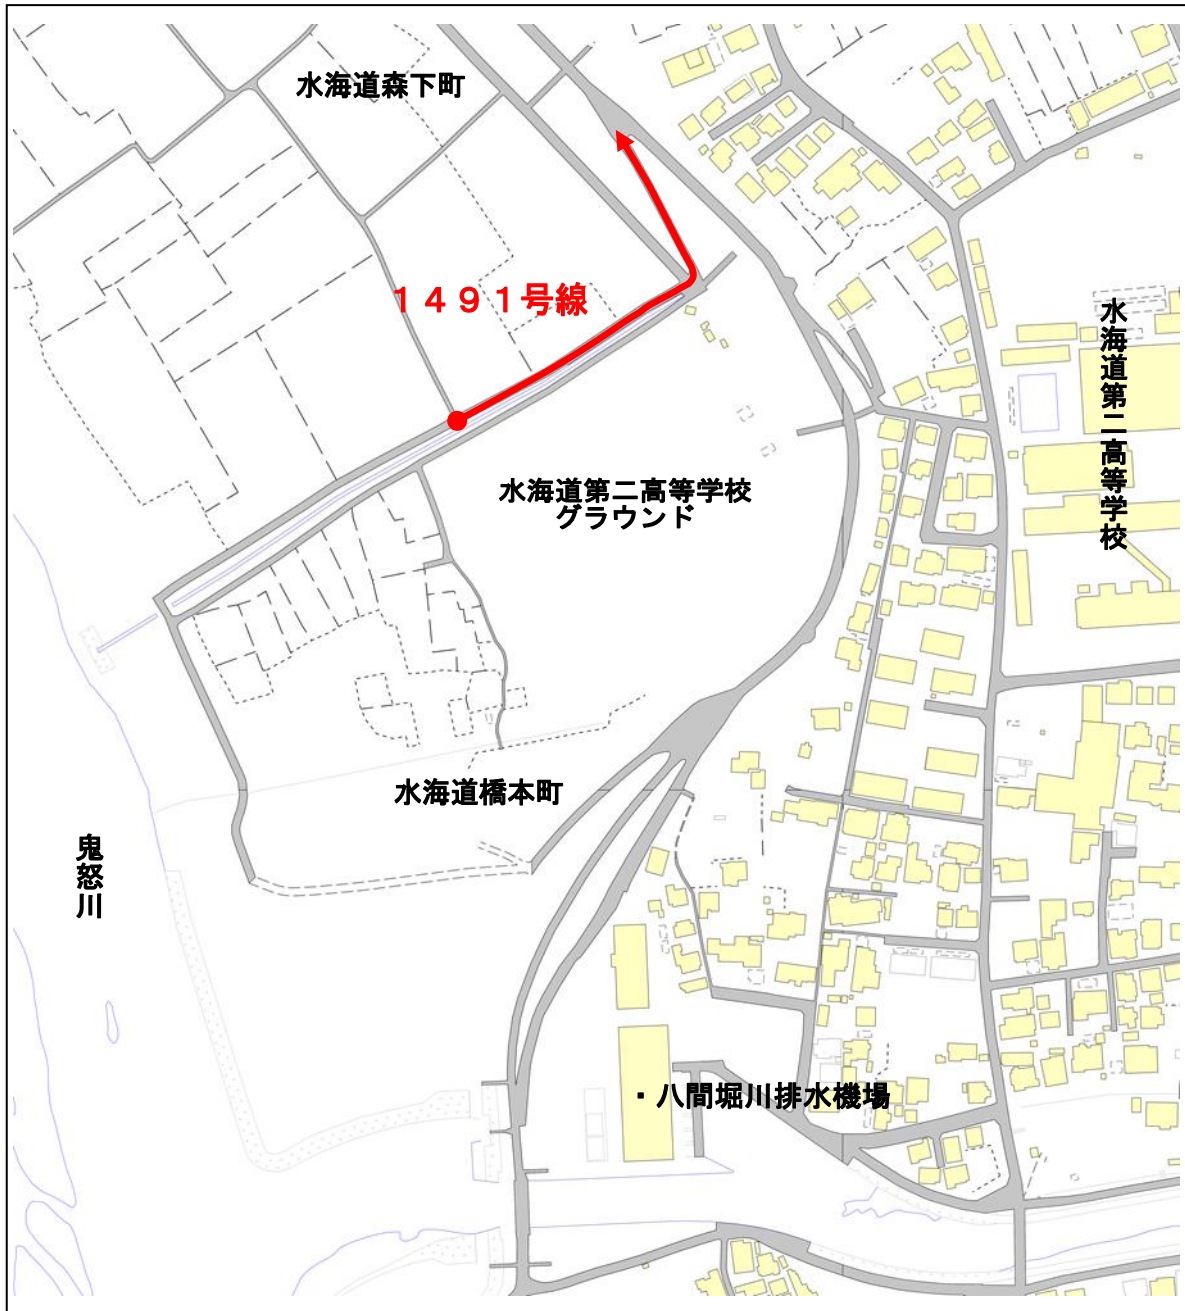 水海道森下町
１４９１号線
水海道第二高等学校
水海道第二高等学校
グラウンド
水海道橋本町
鬼怒川
・八間堀川排水機場